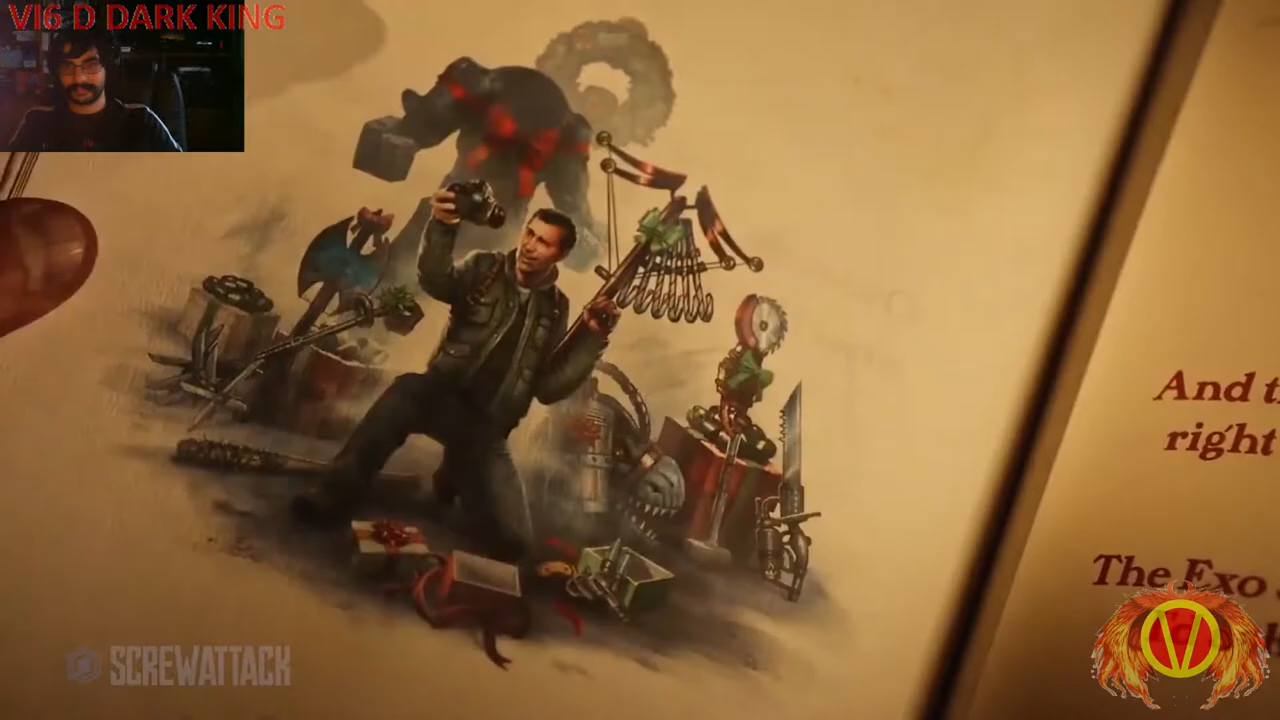 VI6 D DARK KING
And t
right
The Exo
SCREWATTACK
V